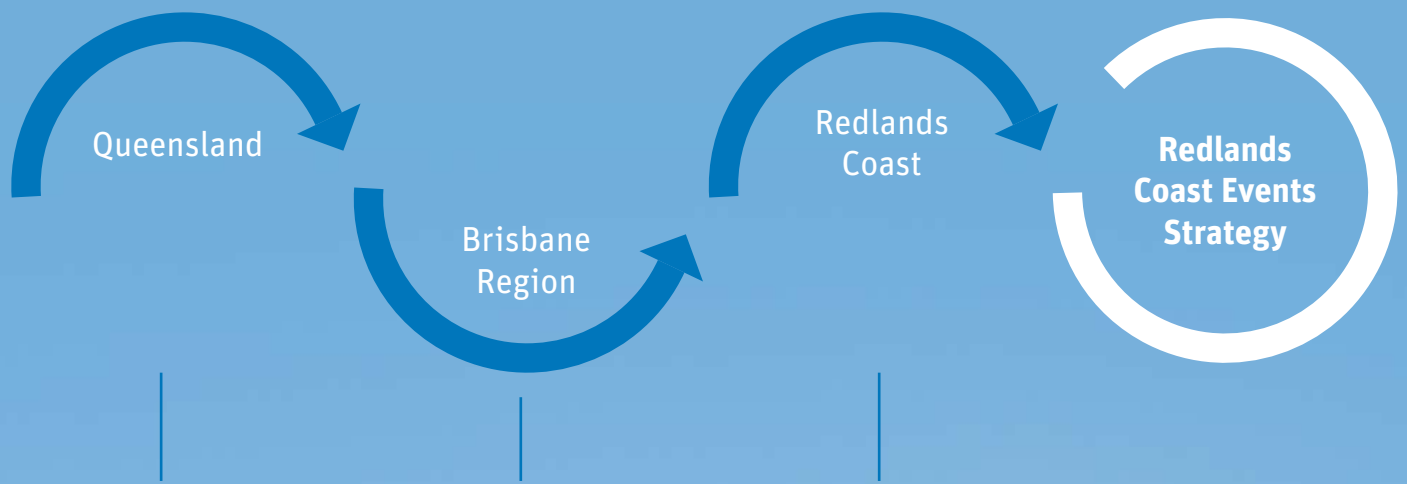 Queensland
Brisbane
Region
Redlands
Coast
Redlands
Coast Events
Strategy